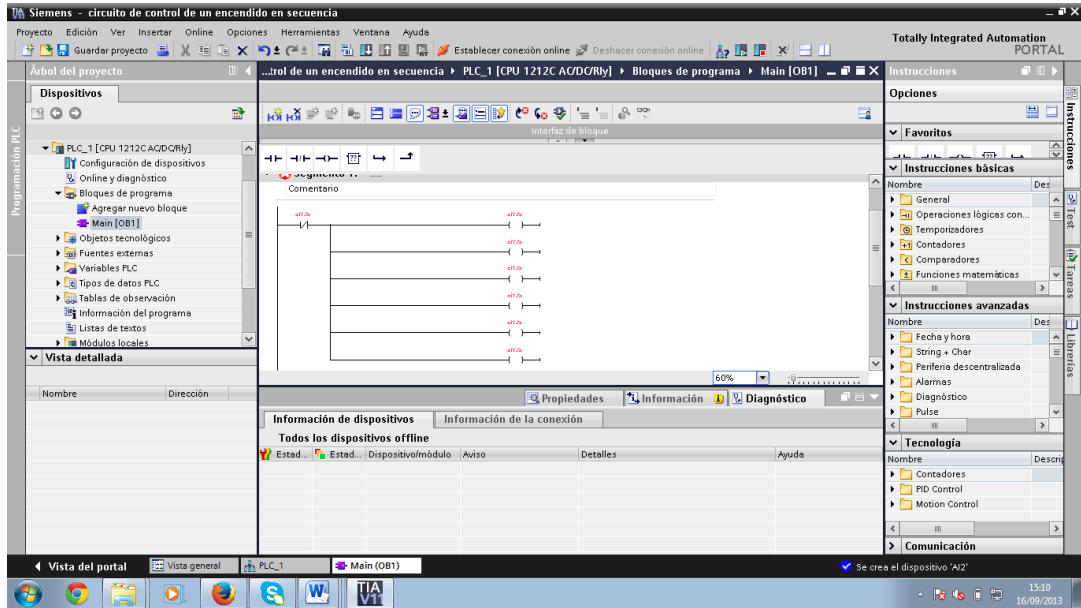 Siemens - circuito de control de un encendido en secuencia
Proyecto Edición Ver Insertar Online Opciones Herramientas Ventana Ayuda
Guardar proyecto Establecer conexión online Deshacer conexión online
Totally Integrated Automation
PORTAL
Árbol del proyecto
...trol de un encendido en secuencia PLC_1 [CPU 1212C AC/DC/Rly] Bloques de programa Main [OB1]
Instrucciones
Dispositivos
Opciones
Programación PLC
PLC_1 [CPU 1212C AC/DC/Rly]
Configuración de dispositivos
Online y diagnóstico
Bloques de programa
Agregar nuevo bloque
Main [OB1]
Objetos tecnológicos
Fuentes externas
Variables PLC
Tipos de datos PLC
Tablas de observación
Información del programa
Listas de textos
Módulos locales
Vista detallada
Nombre Dirección
Interfaz de bloque
Segmento 1: .....
Comentario
60%
Propiedades Información Diagnóstico
Información de dispositivos Información de la conexión
Todos los dispositivos offline
Estad... Estad... Dispositivo/módulo Aviso Detalles Ayuda
Favoritos
Instrucciones básicas
Nombre Des
General
Operaciones lógicas con...
Temporizadores
Contadores
Comparadores
Funciones matemáticas
Instrucciones avanzadas
Nombre Des
Fecha y hora
String + Char
Periferia descentralizada
Alarmas
Diagnóstico
Pulse
Tecnología
Nombre Descrip
Contadores
PID Control
Motion Control
Comunicación
Instrucciones
Test
Tareas
Librerías
Vista del portal Vista general PLC_1 Main (OB1)
Se crea el dispositivo 'AI2'
TIA
V11
15:10
16/09/2013